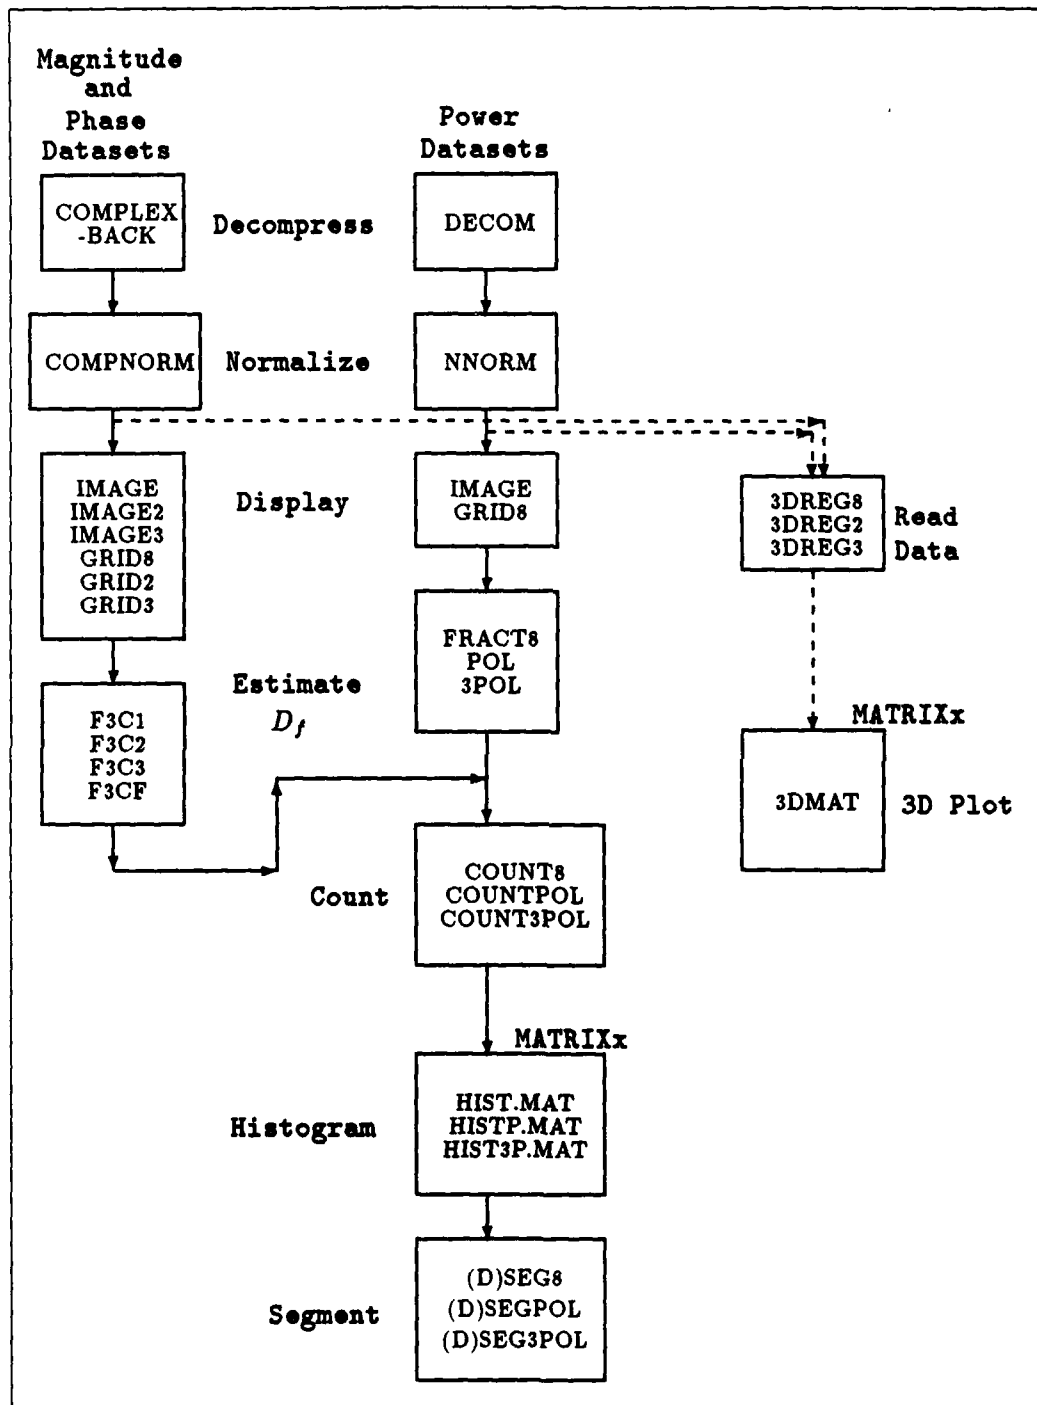 Magnitude
and
Phase
Datasets
Power
Datasets
COMPLEX
-BACK
Decompress
DECOM
COMPNORM
Normalize
NNORM
IMAGE
IMAGE2
IMAGE3
GRID8
GRID2
GRID3
Display
IMAGE
GRID8
3DREG8
3DREG2
3DREG3
Read
Data
FRACT8
POL
3POL
Estimate
D_f
F3C1
F3C2
F3C3
F3CF
MATRIXx
3DMAT
3D Plot
Count
COUNT8
COUNTPOL
COUNT3POL
MATRIXx
Histogram
HIST.MAT
HISTP.MAT
HIST3P.MAT
Segment
(D)SEG8
(D)SEGPOL
(D)SEG3POL